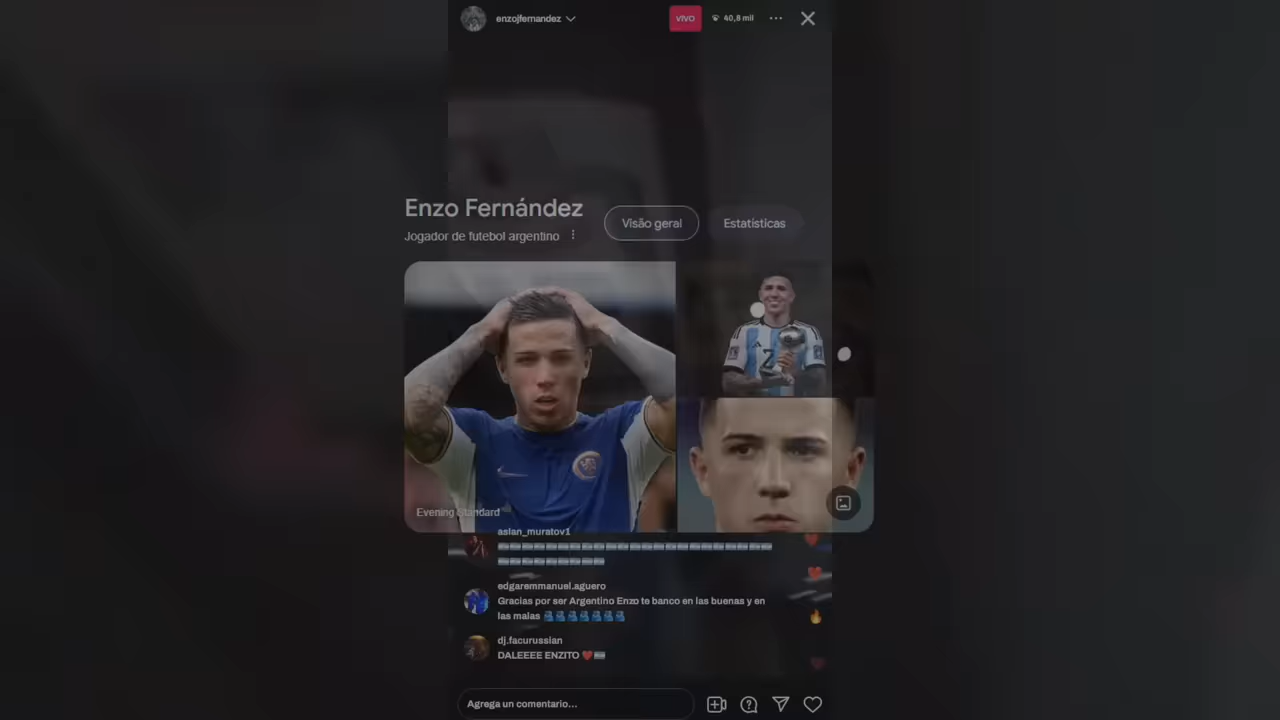 enzojfernandez
VIVO
40,8 mil
Enzo Fernández
Jogador de futebol argentino
Visão geral
Estatísticas
Evening Standard
aslan_muratov1
edgaremmanuel.aguero
Gracias por ser Argentino Enzo te banco en las buenas y en
las malas 🫂🫂🫂🫂🫂🫂🫂
dj.facurussian
DALEEEE ENZITO ❤️🇦🇷
Agrega un comentario...